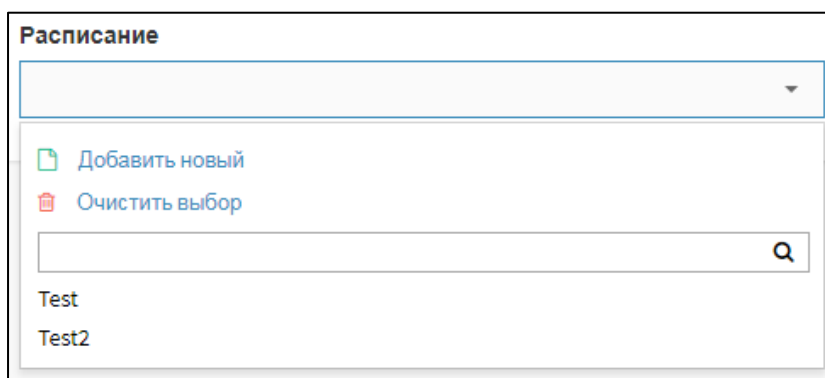 Расписание
Добавить новый
Очистить выбор
Test
Test2